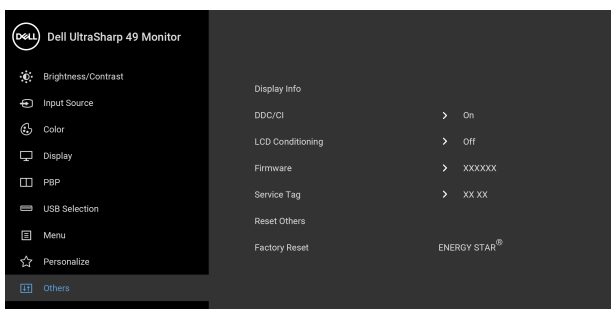 DELL Dell UltraSharp 49 Monitor
Brightness/Contrast
Input Source
Color
Display
PBP
USB Selection
Menu
Personalize
Others
Display Info
DDC/CI > On
LCD Conditioning > Off
Firmware > XXXXXX
Service Tag > XX XX
Reset Others
Factory Reset ENERGY STAR®